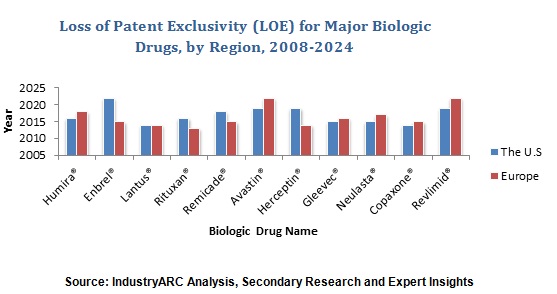 Loss of Patent Exclusivity (LOE) for Major Biologic
Drugs, by Region, 2008-2024
2025
2020
2015
2010
2005
Year
Humira®
Enbrel®
Lantus®
Rituxan®
Remicade®
Avastin®
Herceptin®
Gleevec®
Neulasta®
Copaxone®
Revlimid®
Biologic Drug Name
The U.S
Europe
Source: IndustryARC Analysis, Secondary Research and Expert Insights